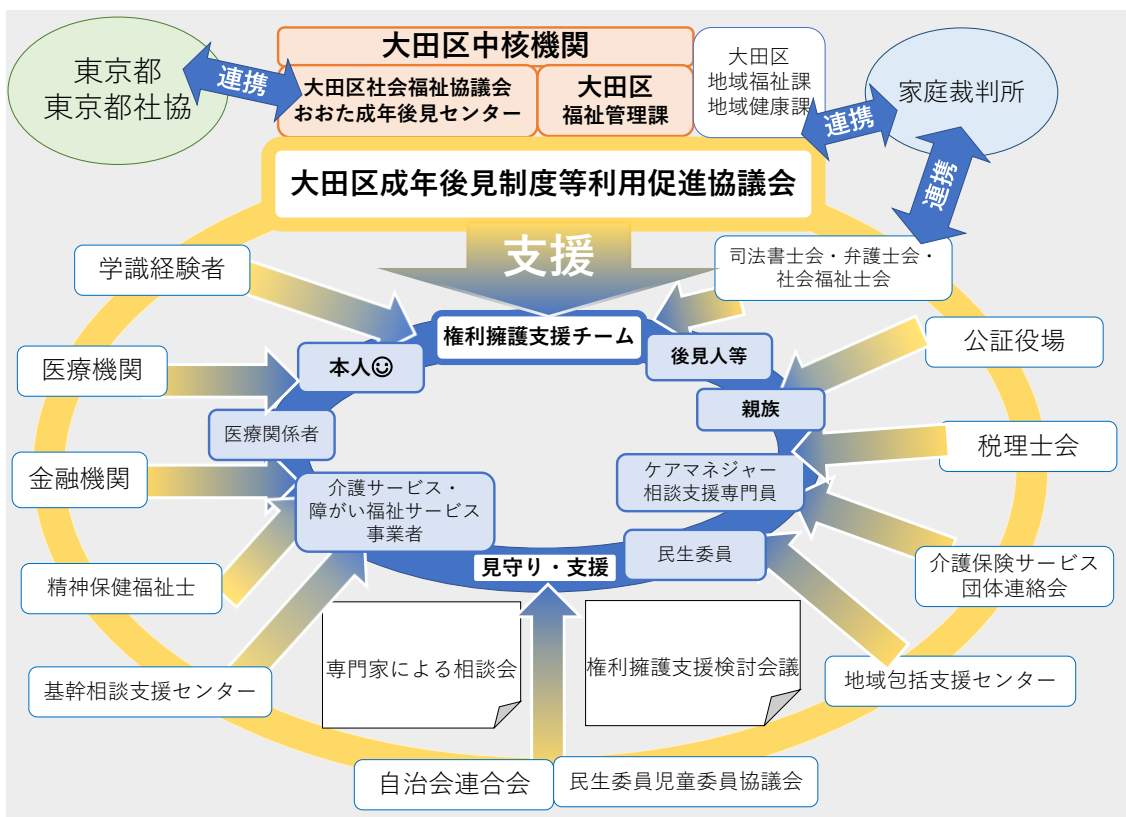 東京都
東京都社協
連携
大田区中核機関
大田区社会福祉協議会
おおた成年後見センター
大田区
福祉管理課
大田区
地域福祉課
地域健康課
連携
家庭裁判所
連携
大田区成年後見制度等利用促進協議会
支援
学識経験者
司法書士会・弁護士会・
社会福祉士会
権利擁護支援チーム
本人☺
後見人等
公証役場
医療機関
親族
医療関係者
税理士会
金融機関
ケアマネジャー
相談支援専門員
介護サービス・
障がい福祉サービス
事業者
民生委員
見守り・支援
介護保険サービス
団体連絡会
精神保健福祉士
専門家による相談会
権利擁護支援検討会議
基幹相談支援センター
地域包括支援センター
自治会連合会
民生委員児童委員協議会